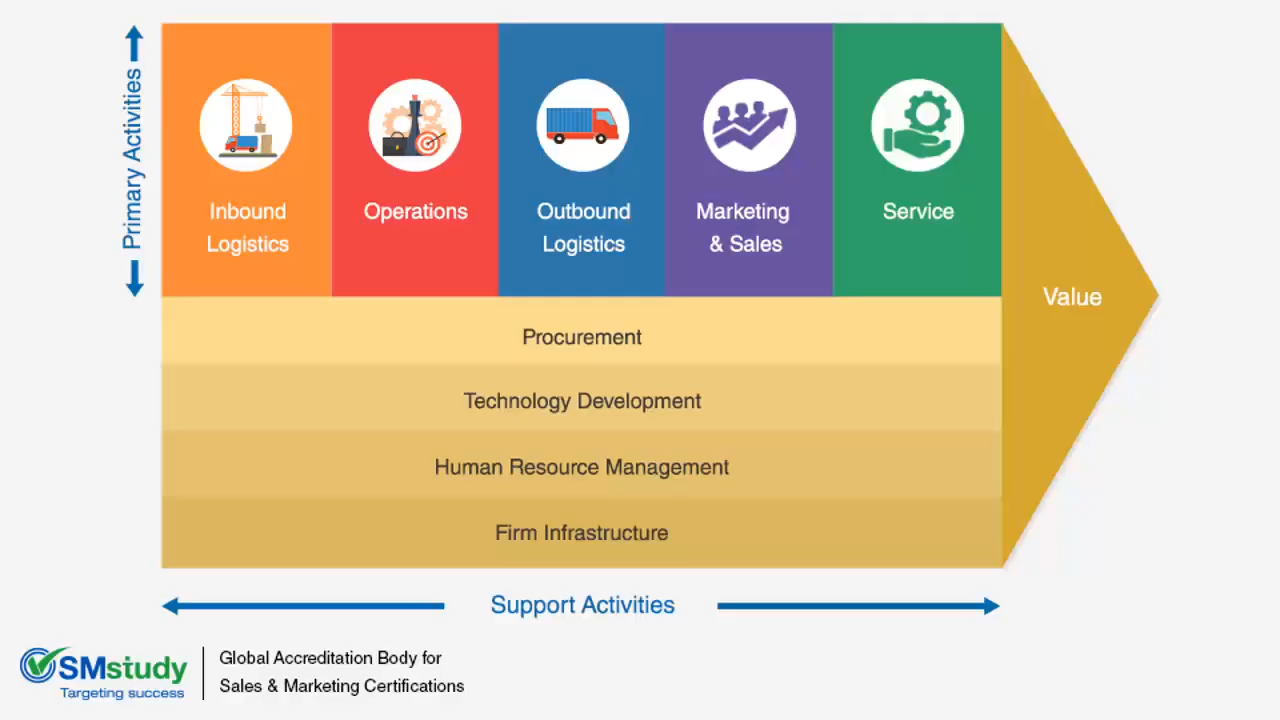 Primary Activities
Inbound
Logistics
Operations
Outbound
Logistics
Marketing
& Sales
Service
Value
Procurement
Technology Development
Human Resource Management
Firm Infrastructure
Support Activities
SMstudy
Targeting success
Global Accreditation Body for
Sales & Marketing Certifications